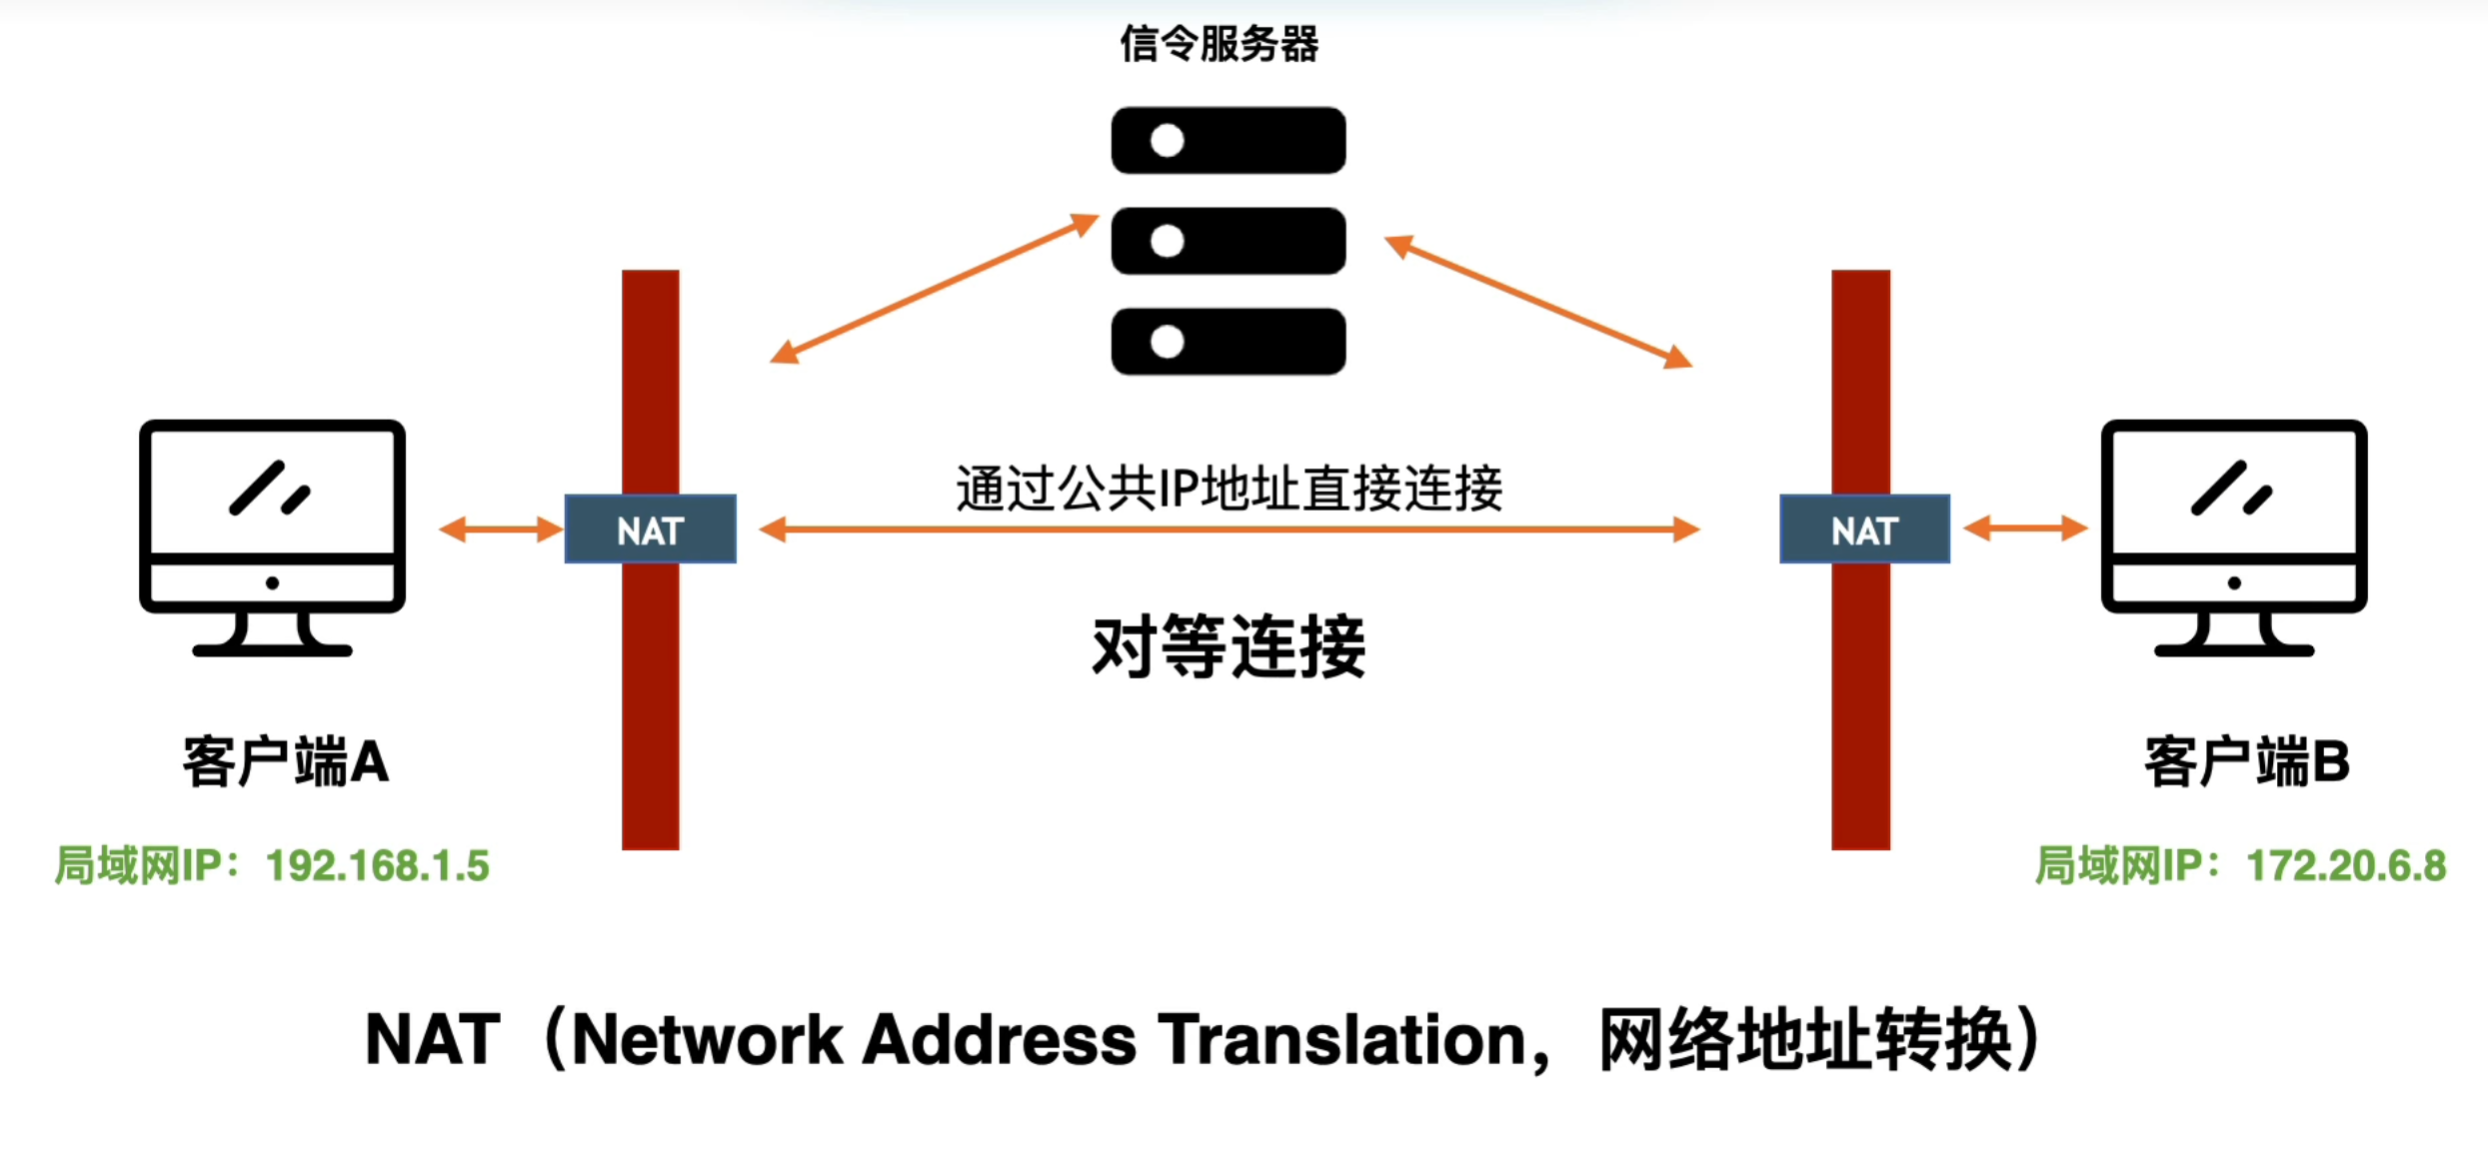 信令服务器
通过公共IP地址直接连接
NAT
NAT
对等连接
客户端A
客户端B
局域网IP：192.168.1.5
局域网IP：172.20.6.8
NAT（Network Address Translation，网络地址转换）